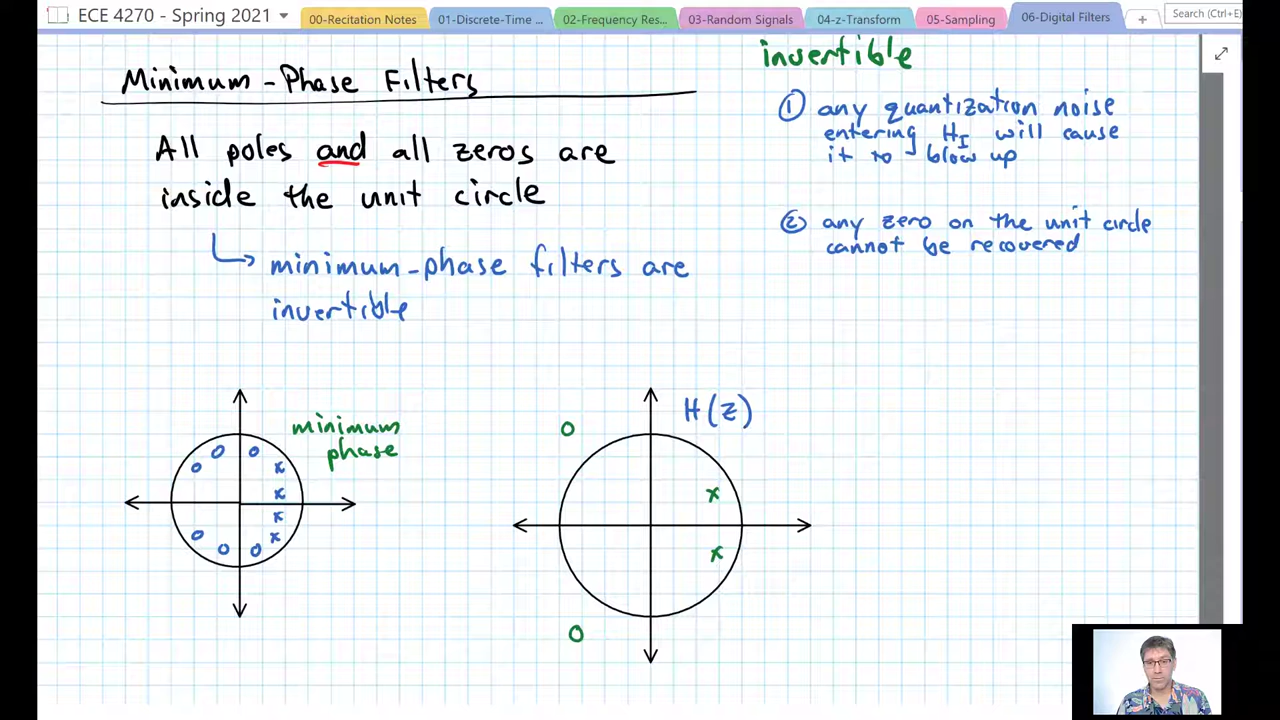 ECE 4270 - Spring 2021
00-Recitation Notes
01-Discrete-Time ...
02-Frequency Res...
03-Random Signals
04-z-Transform
05-Sampling
06-Digital Filters
Search (Ctrl+E)
Minimum-Phase Filters
All poles and all zeros are
inside the unit circle
minimum-phase filters are
invertible
invertible
① any quantization noise
entering H_I will cause
it to blow up
② any zero on the unit circle
cannot be recovered
minimum
phase
H(z)